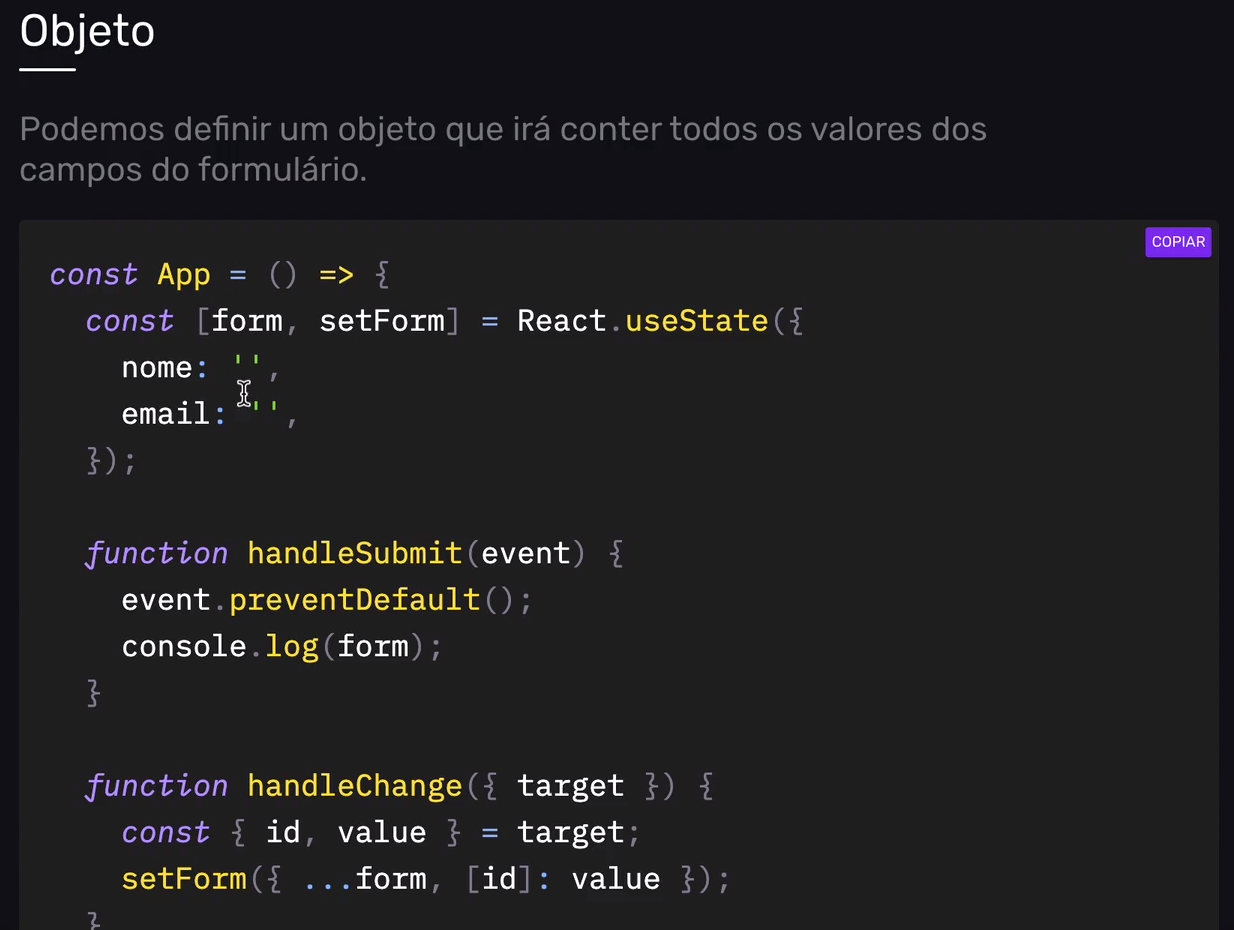 Objeto
Podemos definir um objeto que irá conter todos os valores dos
campos do formulário.
COPIAR
const App = () => {
  const [form, setForm] = React.useState({
    nome: '',
    email: '',
  });

  function handleSubmit(event) {
    event.preventDefault();
    console.log(form);
  }

  function handleChange({ target }) {
    const { id, value } = target;
    setForm({ ...form, [id]: value });
  }